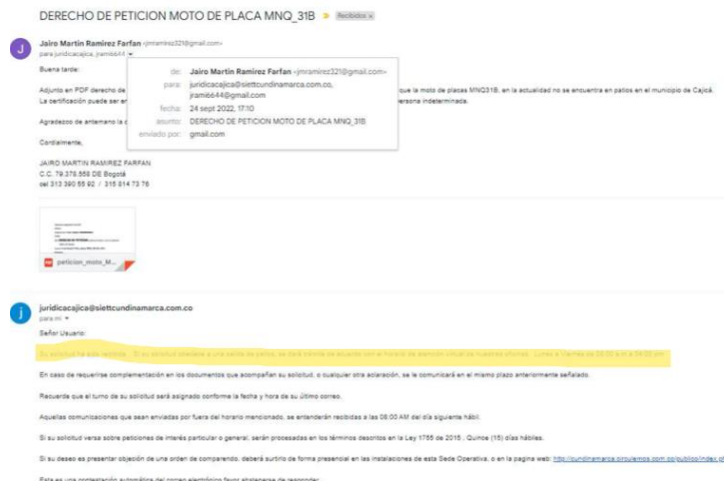 DERECHO DE PETICION MOTO DE PLACA MNQ_31B
Recibidos x
J
Jairo Martin Ramirez Farfan <jmramirez321@gmail.com>
para juridicacajica, jrami6644
Buena tarde:
Adjunto en PDF derecho de que la moto de placas MNQ31B, en la actualidad no se encuentra en patios en el municipio de Cajicá.
La certificación puede ser en persona indeterminada.
Agradezco de antemano la
Cordialmente,
JAIRO MARTIN RAMIREZ FARFAN
C.C. 79.378.568 DE Bogotá
cel 313 390 55 92 / 315 814 73 76
de: Jairo Martin Ramirez Farfan <jmramirez321@gmail.com>
para: juridicacajica@siettcundinamarca.com.co,
jrami6644@gmail.com
fecha: 24 sept 2022, 17:10
asunto: DERECHO DE PETICION MOTO DE PLACA MNQ_31B
enviado por: gmail.com
peticion_moto_M...
j
juridicacajica@siettcundinamarca.com.co
para mí
Señor Usuario:
Su solicitud ha sido recibida. Si su solicitud obedece a una salida de patios, se dará trámite de acuerdo con el horario de atención virtual de nuestras oficinas. Lunes a Viernes de 08:00 a.m a 04:00 pm.
En caso de requerirse complementación en los documentos que acompañan su solicitud, o cualquier otra aclaración, se le comunicará en el mismo plazo anteriormente señalado.
Recuerde que el turno de su solicitud será asignado conforme la fecha y hora de su último correo.
Aquellas comunicaciones que sean enviadas por fuera del horario mencionado, se entenderán recibidas a las 08:00 AM del día siguiente hábil.
Si su solicitud versa sobre peticiones de interés particular o general, serán procesadas en los términos descritos en la Ley 1755 de 2015. Quince (15) días hábiles.
Si su deseo es presentar objeción de una orden de comparendo, deberá surtirlo de forma presencial en las instalaciones de esta Sede Operativa, o en la pagina web: http://cundinamarca.circulemos.com.co/publico/index.p
Esta es una contestación automática del correo electrónico favor abstenerse de responder.